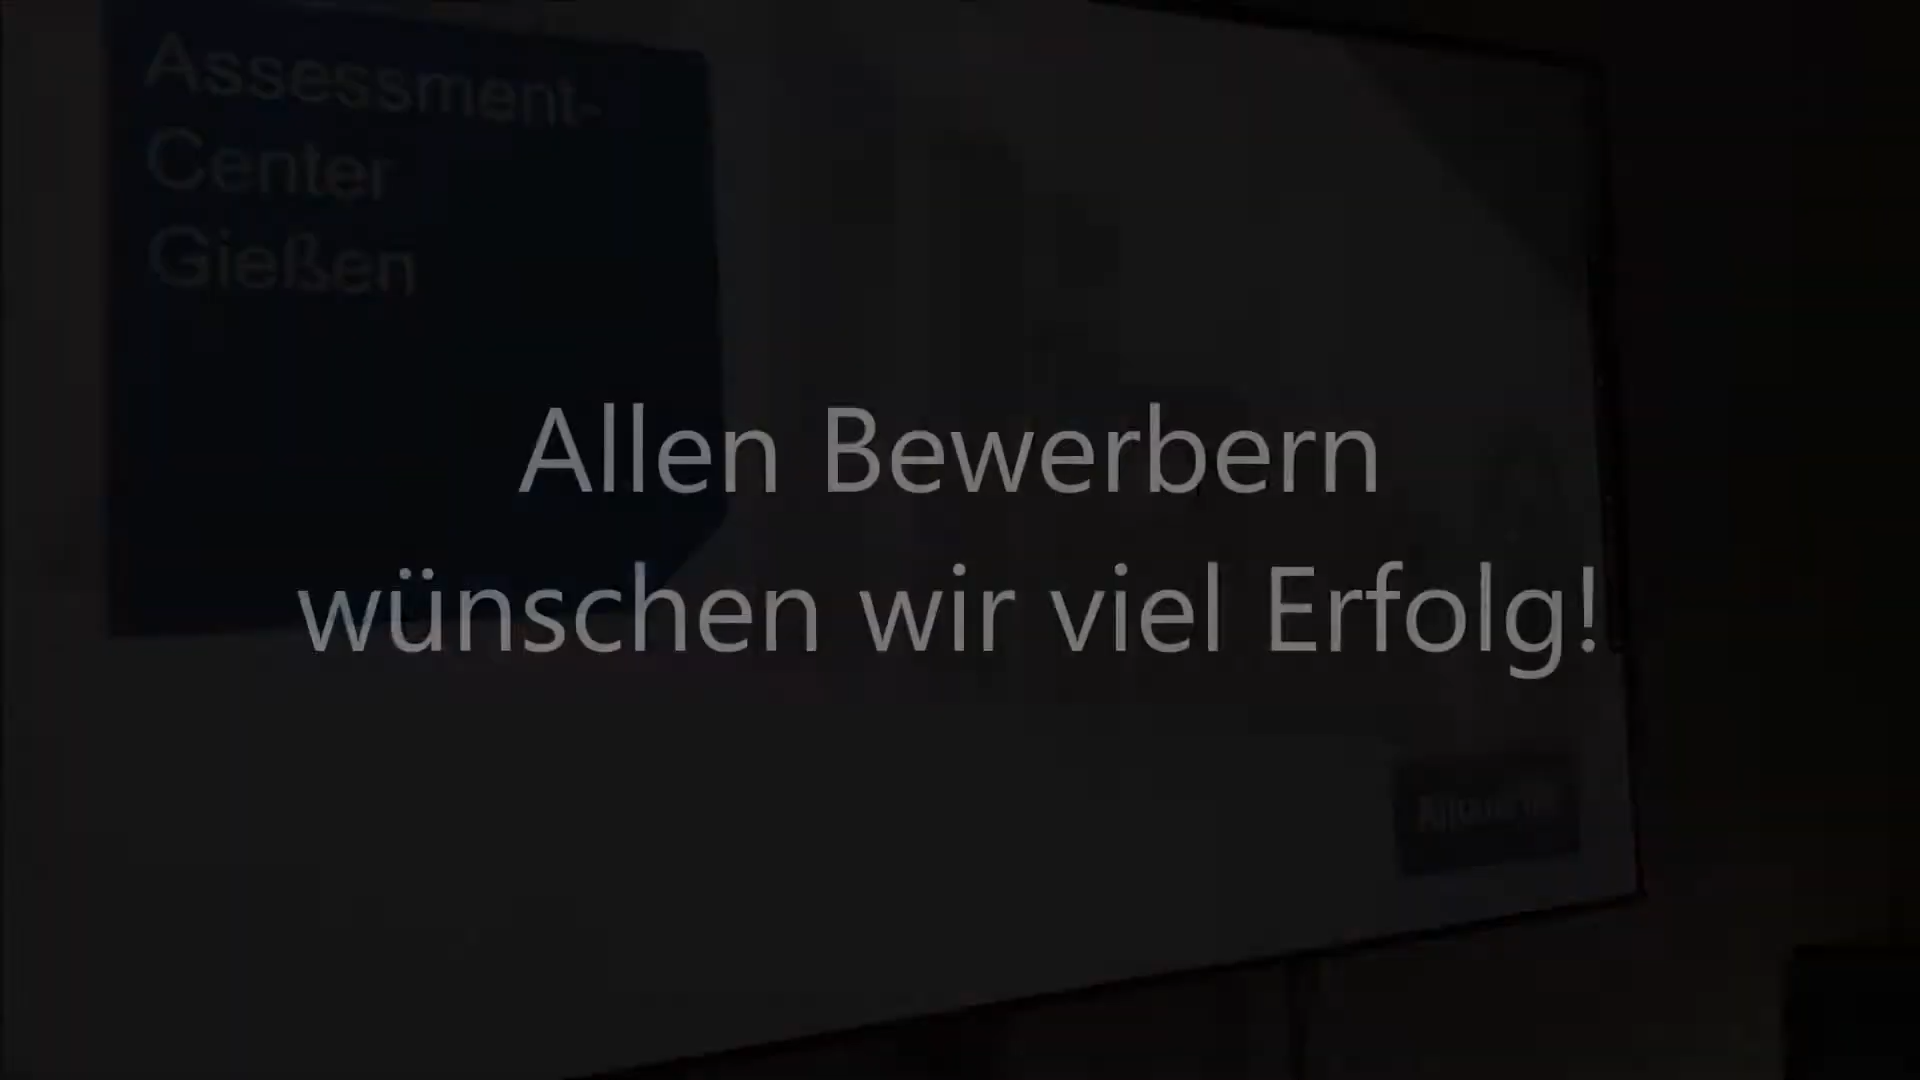 Assessment-
Center
Gießen
Allen Bewerbern
wünschen wir viel Erfolg!